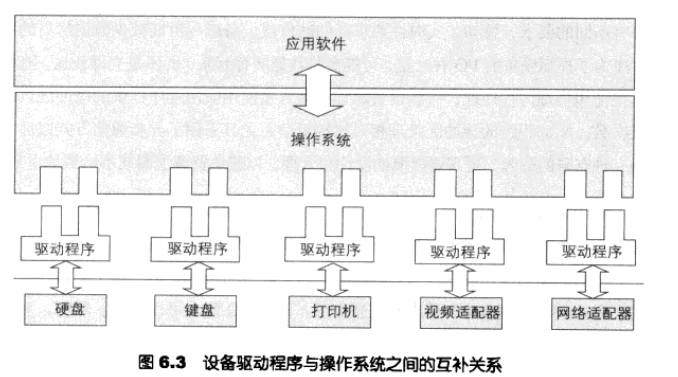 应用软件
操作系统
驱动程序 驱动程序 驱动程序 驱动程序 驱动程序
硬盘 键盘 打印机 视频适配器 网络适配器
图 6.3 设备驱动程序与操作系统之间的互补关系